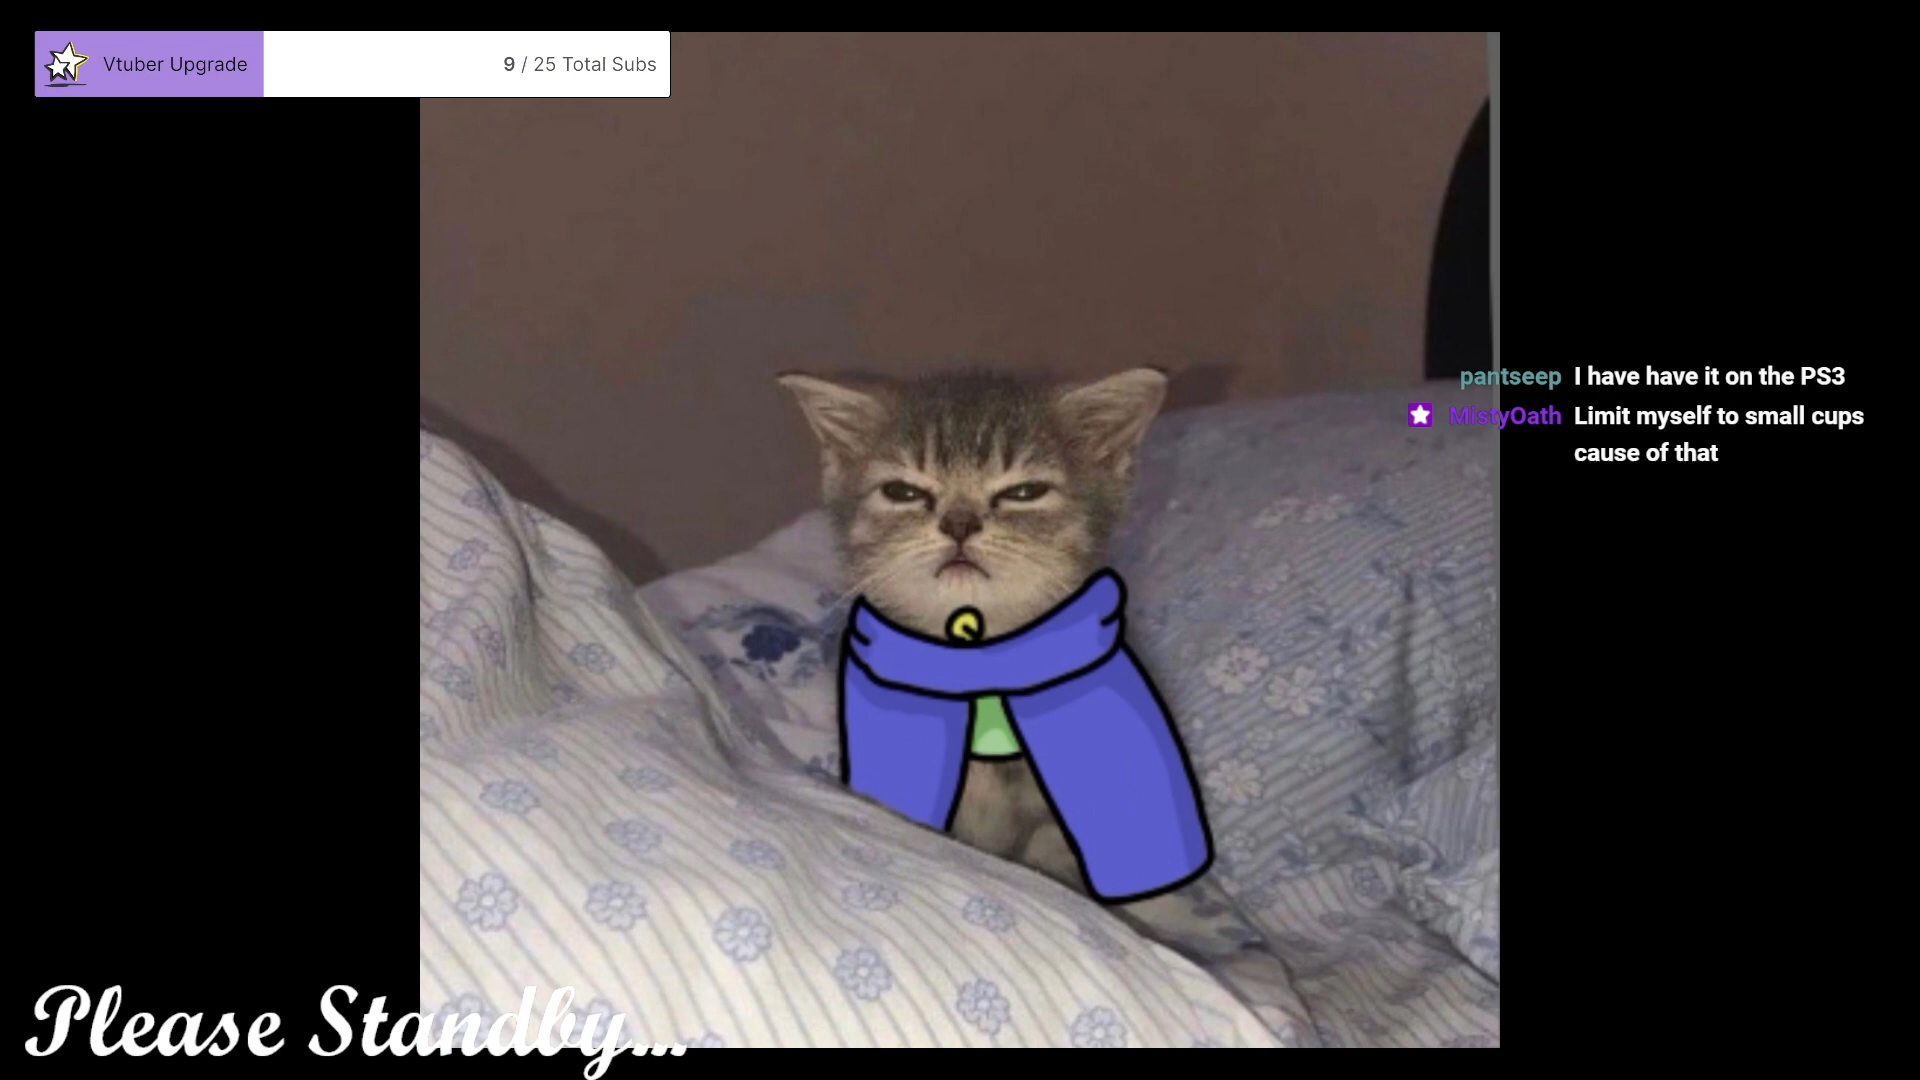 Vtuber Upgrade 9 / 25 Total Subs
pantseep I have have it on the PS3
MistyOath Limit myself to small cups
cause of that
Please Standby...